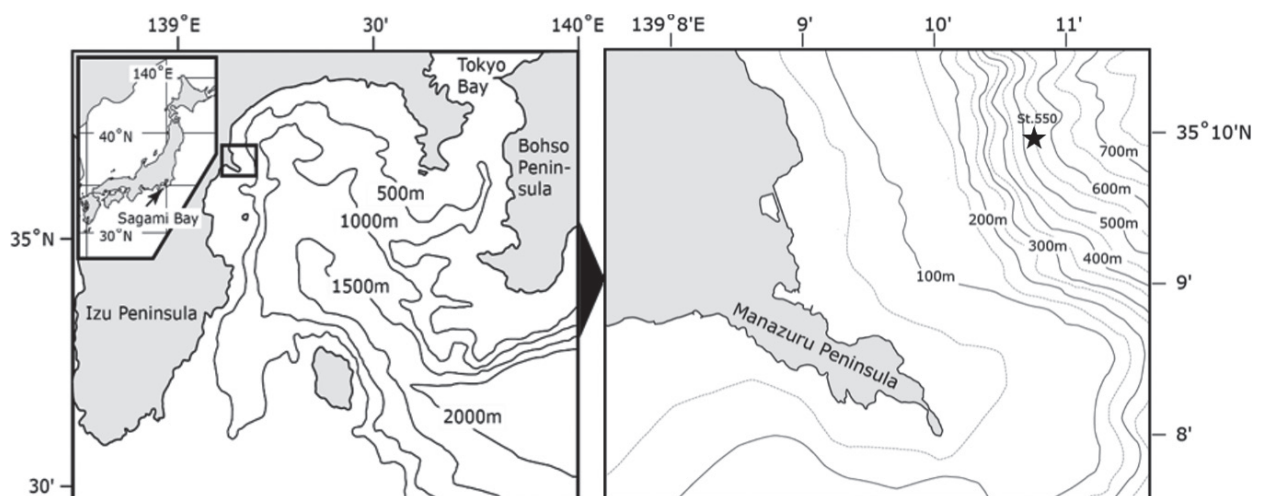 139°E
30'
140°E
139°8'E
9'
10'
11'
Tokyo
Bay
140°E
40°N
Sagami Bay
30°N
Bohso
Penin-
sula
500m
1000m
35°N
1500m
Izu Peninsula
2000m
30'
St.550
35°10'N
700m
600m
500m
200m
300m
400m
100m
9'
Manazuru Peninsula
8'